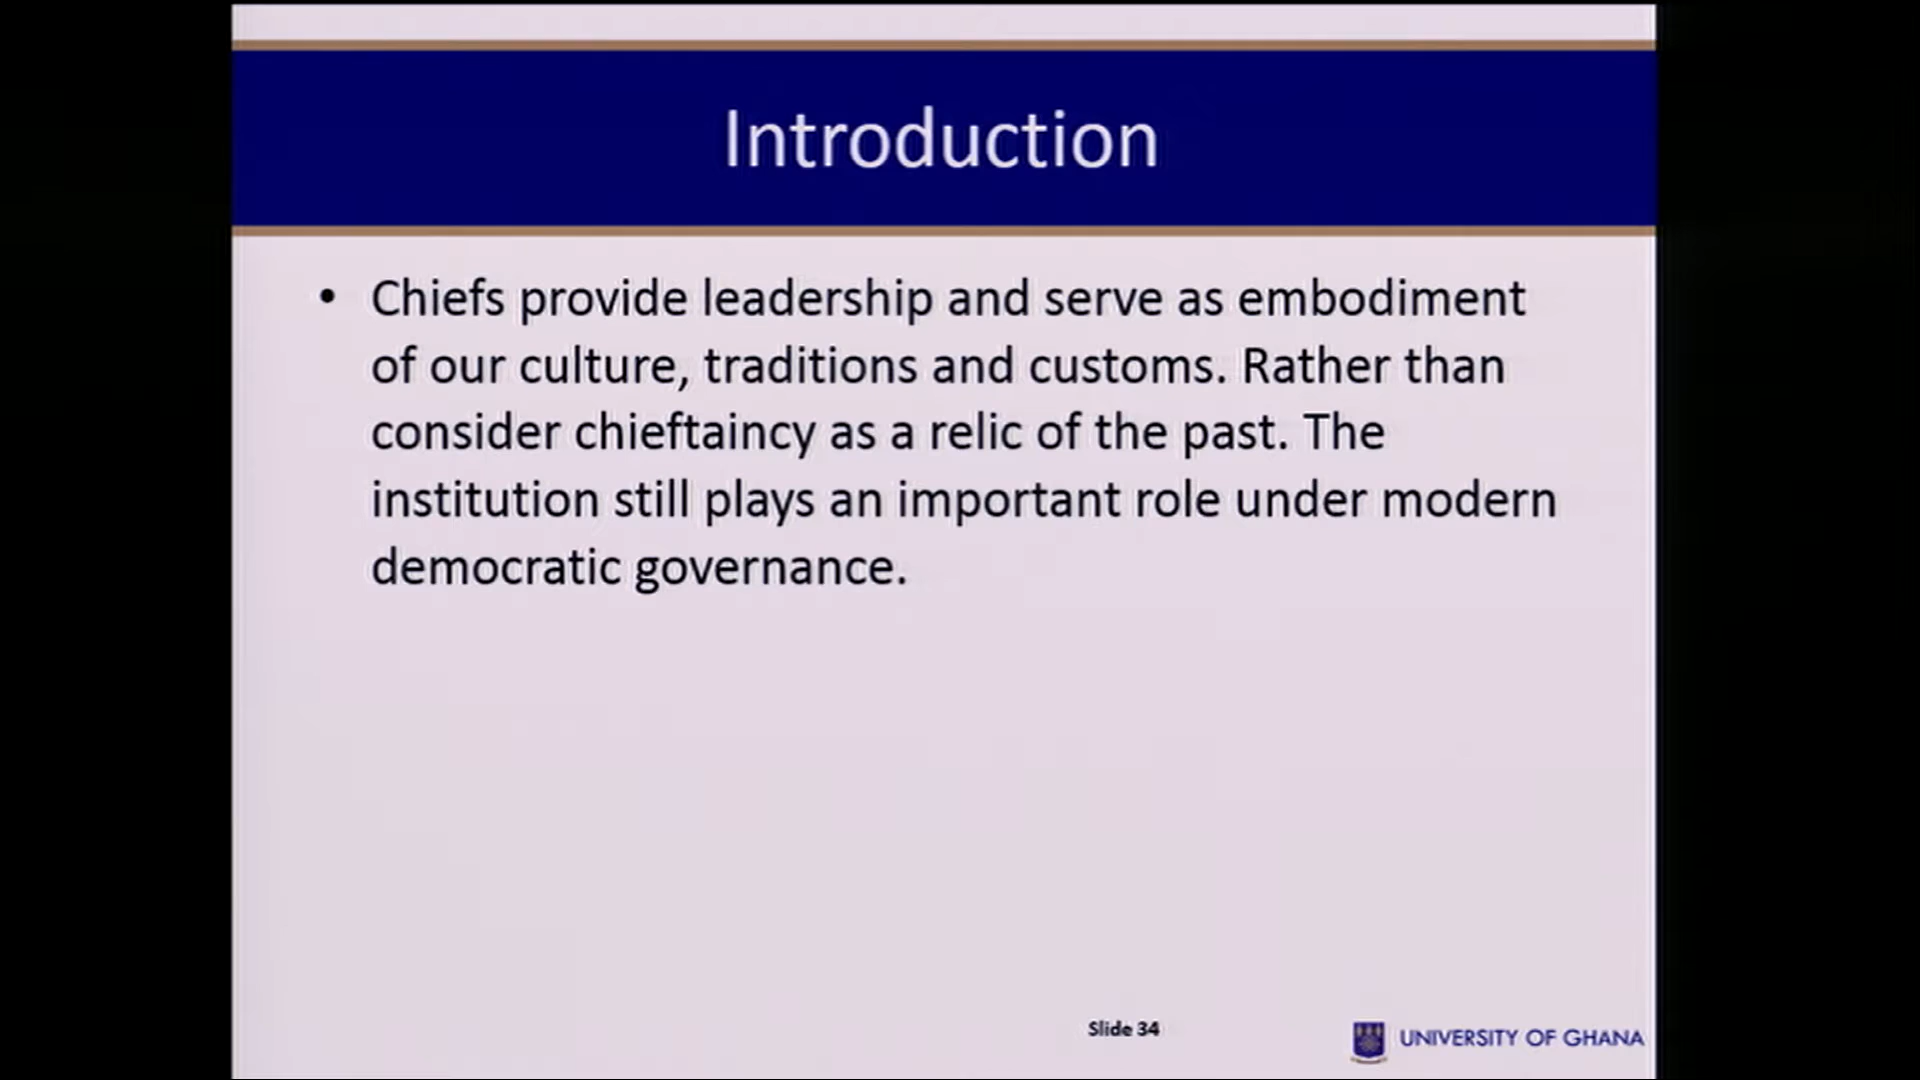 Introduction
• Chiefs provide leadership and serve as embodiment
of our culture, traditions and customs. Rather than
consider chieftaincy as a relic of the past. The
institution still plays an important role under modern
democratic governance.
Slide 34
UNIVERSITY OF GHANA